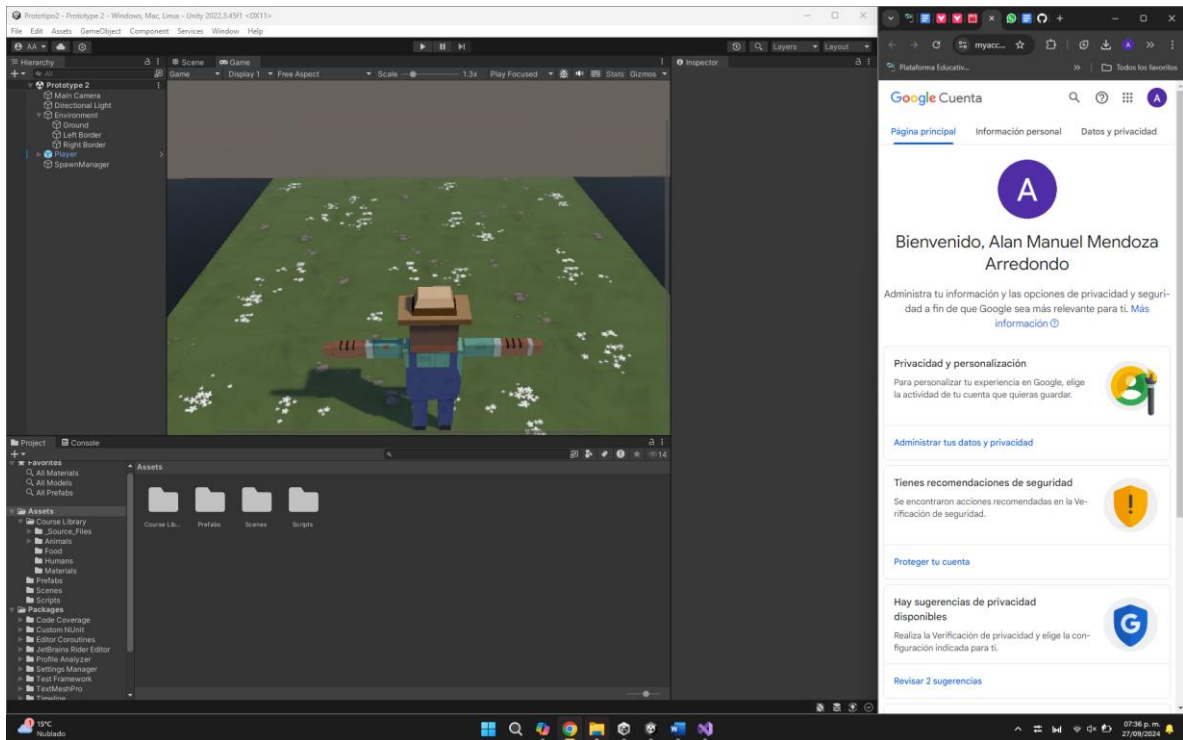 Prototipo2 - Prototype 2 - Windows, Mac, Linux - Unity 2022.3.45f1 <DX11>
File Edit Assets GameObject Component Services Window Help
AA
Layers
Layout
Hierarchy
All
Prototype 2
Main Camera
Directional Light
Environment
Ground
Left Border
Right Border
Player
SpawnManager
Scene
Game
Game
Display 1
Free Aspect
Scale
1.3x
Play Focused
Stats
Gizmos
Inspector
Project
Console
14
Favorites
All Materials
All Models
All Prefabs
Assets
Course Library
_Source_Files
Animals
Food
Humans
Materials
Prefabs
Scenes
Scripts
Packages
Code Coverage
Custom NUnit
Editor Coroutines
JetBrains Rider Editor
Profile Analyzer
Settings Manager
Test Framework
TextMeshPro
Timeline
Assets
Course Lib...
Prefabs
Scenes
Scripts
myacc...
Plataforma Educativ...
Todos los favoritos
Google Cuenta
A
Página principal
Información personal
Datos y privacidad
A
Bienvenido, Alan Manuel Mendoza
Arredondo
Administra tu información y las opciones de privacidad y seguri-
dad a fin de que Google sea más relevante para ti. Más
información
Privacidad y personalización
Para personalizar tu experiencia en Google, elige
la actividad de tu cuenta que quieras guardar.
Administrar tus datos y privacidad
Tienes recomendaciones de seguridad
Se encontraron acciones recomendadas en la Ve-
rificación de seguridad.
Proteger tu cuenta
Hay sugerencias de privacidad
disponibles
Realiza la Verificación de privacidad y elige la con-
figuración indicada para ti.
Revisar 2 sugerencias
15°C
Nublado
07:36 p. m.
27/09/2024